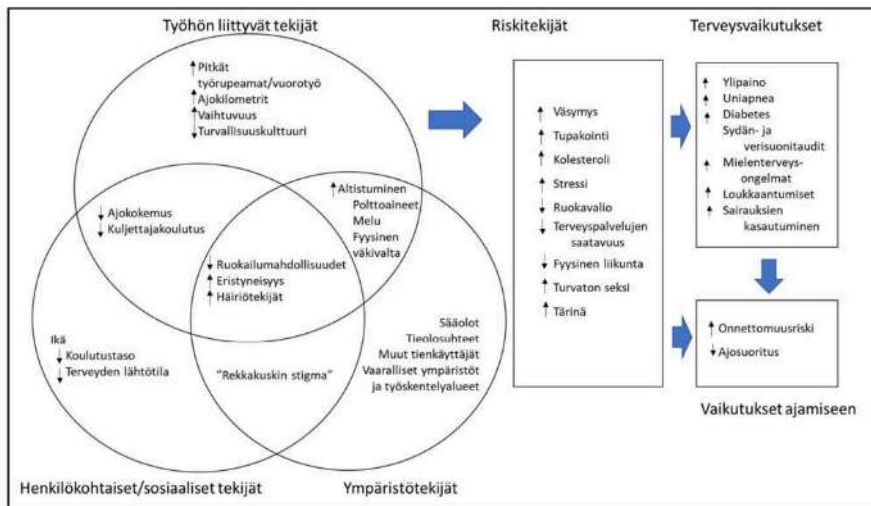 Työhön liittyvät tekijät
↑ Pitkät
työrupeamat/vuorotyö
↑ Ajokilometrit
↑ Vaihtuvuus
↓ Turvallisuuskulttuuri
↓ Ajokokemus
↓ Kuljettajakoulutus
↑ Altistuminen
Polttoaineet
Melu
Fyysinen
väkivalta
↓ Ruokailumahdollisuudet
↑ Eristyneisyys
↑ Häiriötekijät
Ikä
↓ Koulutustaso
↓ Terveyden lähtötila
"Rekkakuskin stigma"
Sääolot
Tieolosuhteet
Muut tienkäyttäjät
Vaaralliset ympäristöt
ja työskentelyalueet
Henkilökohtaiset/sosiaaliset tekijät
Ympäristötekijät
Riskitekijät
↑ Väsymys
↑ Tupakointi
↑ Kolesteroli
↑ Stressi
↓ Ruokavalio
↓ Terveyspalvelujen
saatavuus
↓ Fyysinen liikunta
↑ Turvaton seksi
↑ Tärinä
Terveysvaikutukset
↑ Ylipaino
↑ Uniapnea
↑ Diabetes
Sydän- ja
verisuonitaudit
↑ Mielenterveys-
ongelmat
↑ Loukkaantumiset
↑ Sairauksien
kasautuminen
↑ Onnettomuusriski
↓ Ajosuoritus
Vaikutukset ajamiseen